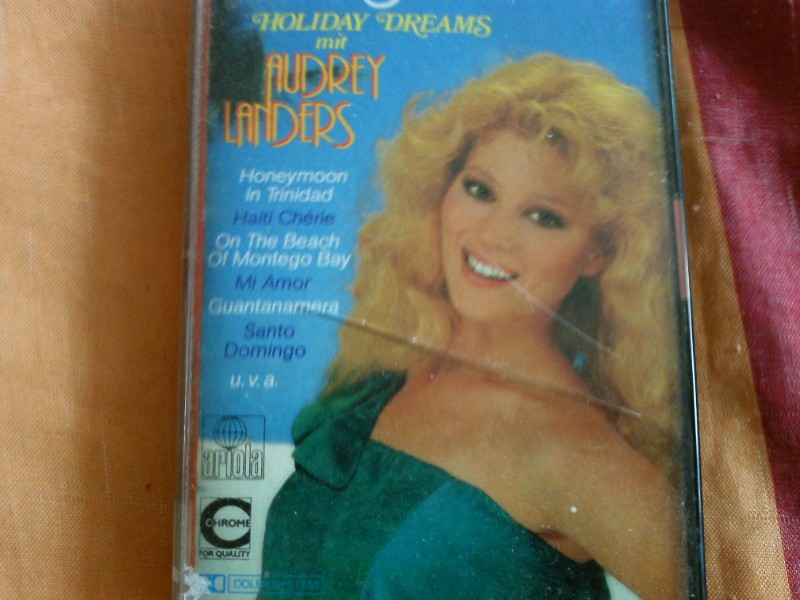 HOLIDAY DREAMS
mit
AUDREY
LANDERS
Honeymoon
In Trinidad
Haiti Chérie
On The Beach
Of Montego Bay
Mi Amor
Guantanamera
Santo
Domingo
u.v.a.
ariola
CHROME
FOR QUALITY